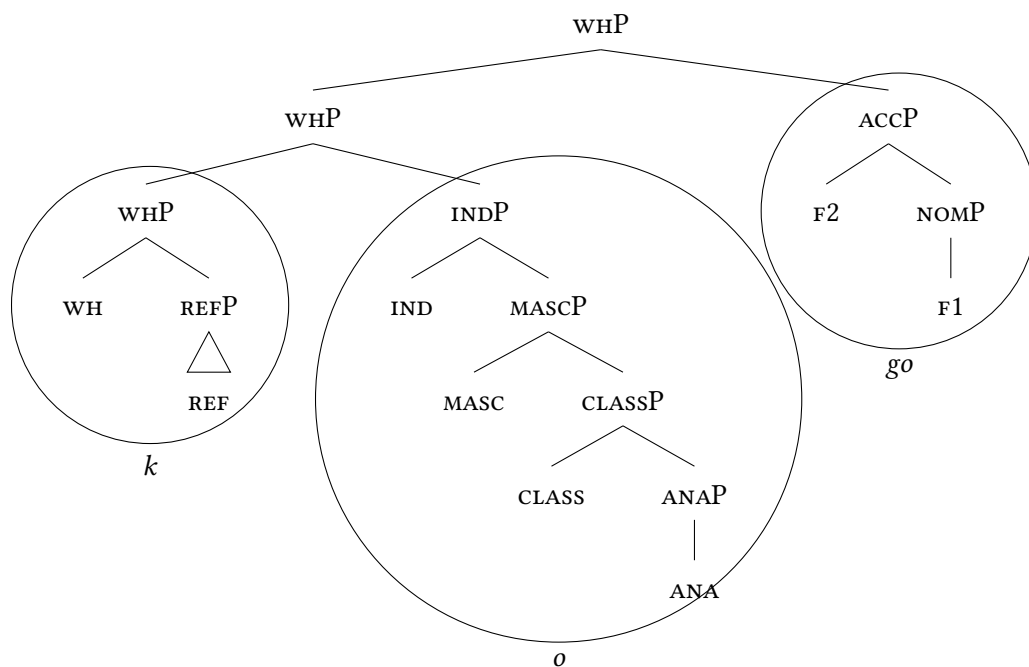 WHP
WHP ACCP
WHP INDP F2 NOMP
WH REFP IND MASCP F1
go
REF MASC CLASSP
k
CLASS ANAP
ANA
o